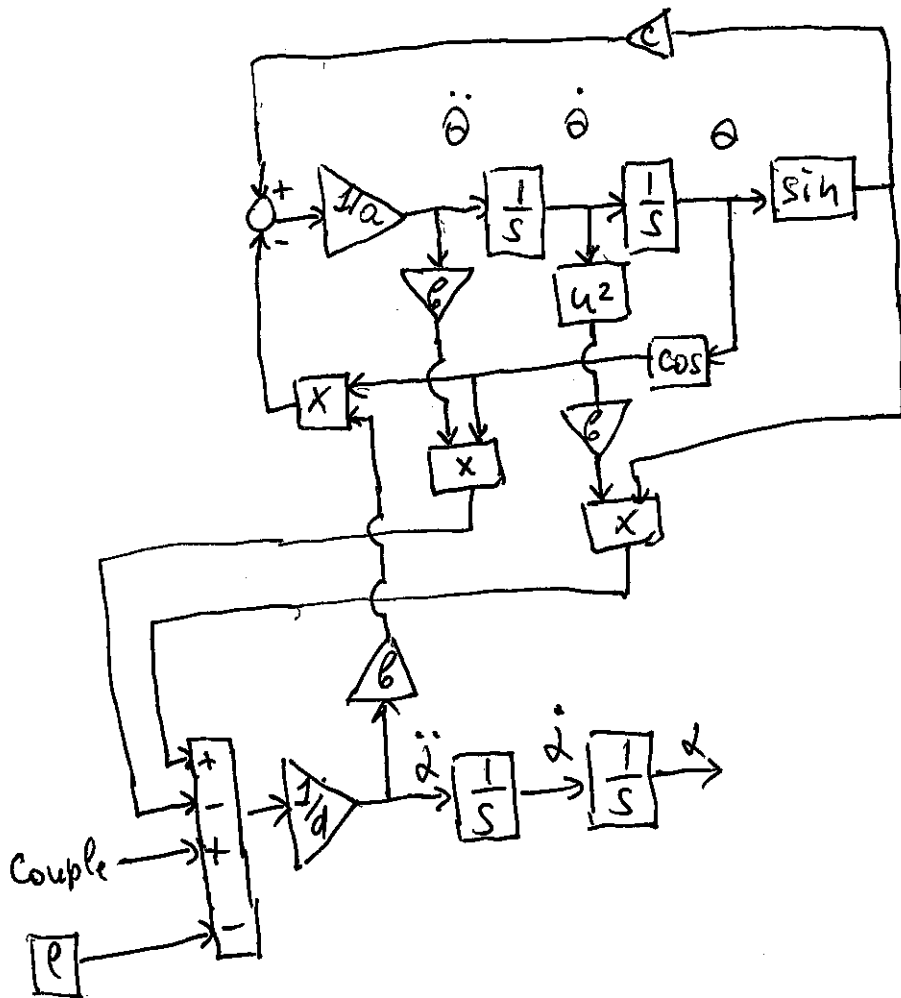 c
θ̈ θ̇ θ
+ 1/a 1/s 1/s sin
-
b u²
cos
x
b
x
x
b
α̈ α̇ α
+
- 1/d 1/s 1/s
Couple +
e -